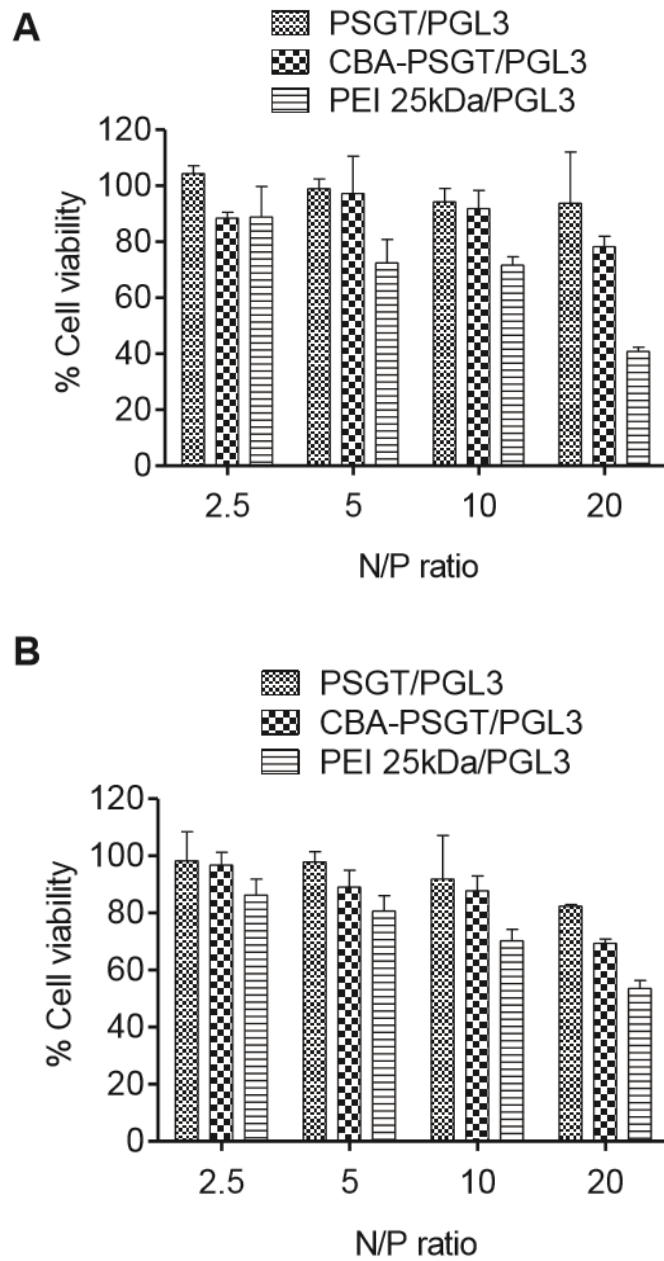 A
PSGT/PGL3
CBA-PSGT/PGL3
PEI 25kDa/PGL3
120
100
80
60
40
20
0
% Cell viability
2.5 5 10 20
N/P ratio
B
PSGT/PGL3
CBA-PSGT/PGL3
PEI 25kDa/PGL3
120
100
80
60
40
20
0
% Cell viability
2.5 5 10 20
N/P ratio